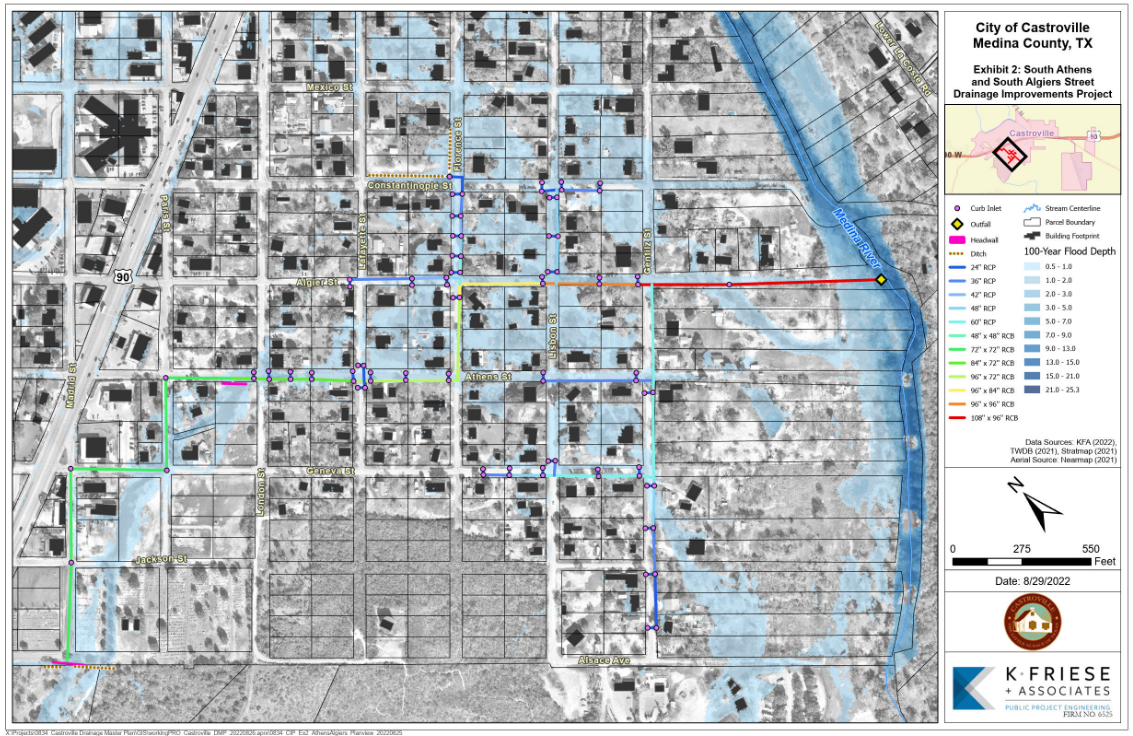 Mexico St
Florence St
Lower La Coste Rd
Constantinople St
Paris St
Lafayette St
Gentilz St
Medina River
90
Algier St
Lisbon St
Madrid St
Athens St
London St
Geneva St
Jackson St
Alsace Ave
City of Castroville
Medina County, TX
Exhibit 2: South Athens
and South Algiers Street
Drainage Improvements Project
Castroville
90
90 W
Curb Inlet
Outfall
Headwall
Ditch
24" RCP
36" RCP
42" RCP
48" RCP
60" RCP
48" x 48" RCB
72" x 72" RCB
84" x 72" RCB
96" x 72" RCB
96" x 84" RCB
96" x 96" RCB
108" x 96" RCB
Stream Centerline
Parcel Boundary
Building Footprint
100-Year Flood Depth
0.5 - 1.0
1.0 - 2.0
2.0 - 3.0
3.0 - 5.0
5.0 - 7.0
7.0 - 9.0
9.0 - 13.0
13.0 - 15.0
15.0 - 21.0
21.0 - 25.3
Data Sources: KFA (2022),
TWDB (2021), Stratmap (2021)
Aerial Source: Nearmap (2021)
N
0 275 550
Feet
Date: 8/29/2022
CASTROVILLE
K·FRIESE
+ ASSOCIATES
PUBLIC PROJECT ENGINEERING
FIRM NO. 6525